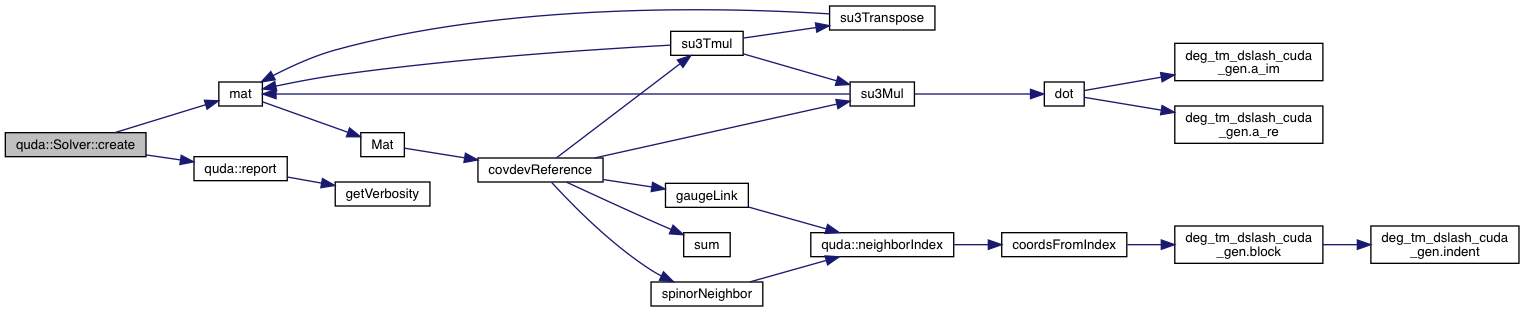 su3Transpose
su3Tmul
deg_tm_dslash_cuda
_gen.a_im
mat
su3Mul
dot
deg_tm_dslash_cuda
_gen.a_re
quda::Solver::create
Mat
quda::report
covdevReference
getVerbosity
gaugeLink
sum
quda::neighborIndex
coordsFromIndex
deg_tm_dslash_cuda
_gen.block
deg_tm_dslash_cuda
_gen.indent
spinorNeighbor